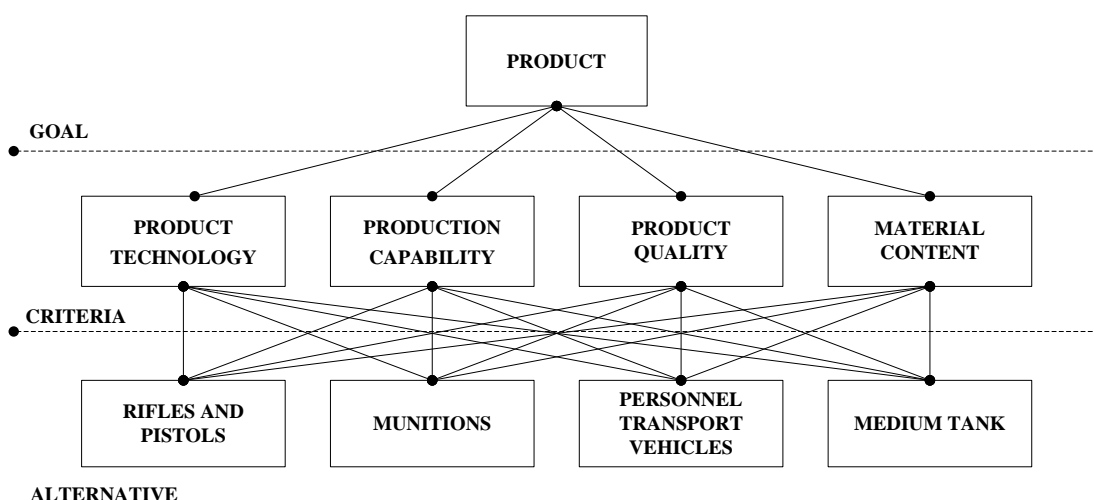 PRODUCT
GOAL
PRODUCT
TECHNOLOGY
PRODUCTION
CAPABILITY
PRODUCT
QUALITY
MATERIAL
CONTENT
CRITERIA
RIFLES AND
PISTOLS
MUNITIONS
PERSONNEL
TRANSPORT
VEHICLES
MEDIUM TANK
ALTERNATIVE